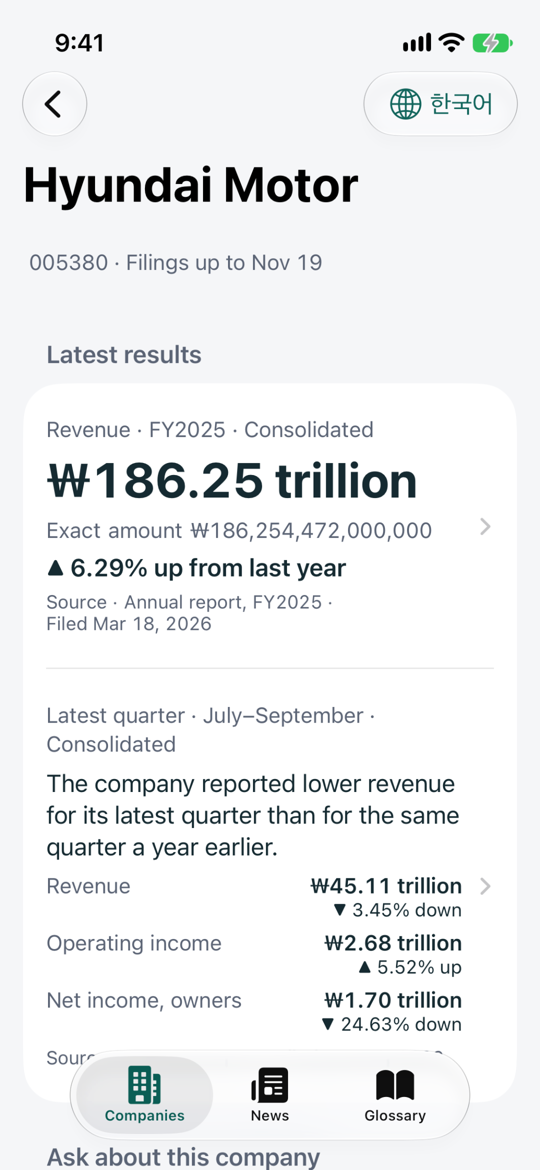 9:41
한국어
Hyundai Motor
005380 · Filings up to Nov 19
Latest results
Revenue · FY2025 · Consolidated
₩186.25 trillion
Exact amount ₩186,254,472,000,000
▲ 6.29% up from last year
Source · Annual report, FY2025 ·
Filed Mar 18, 2026
Latest quarter · July–September ·
Consolidated
The company reported lower revenue
for its latest quarter than for the same
quarter a year earlier.
Revenue ₩45.11 trillion
▼ 3.45% down
Operating income ₩2.68 trillion
▲ 5.52% up
Net income, owners ₩1.70 trillion
▼ 24.63% down
Companies News Glossary
Ask about this company